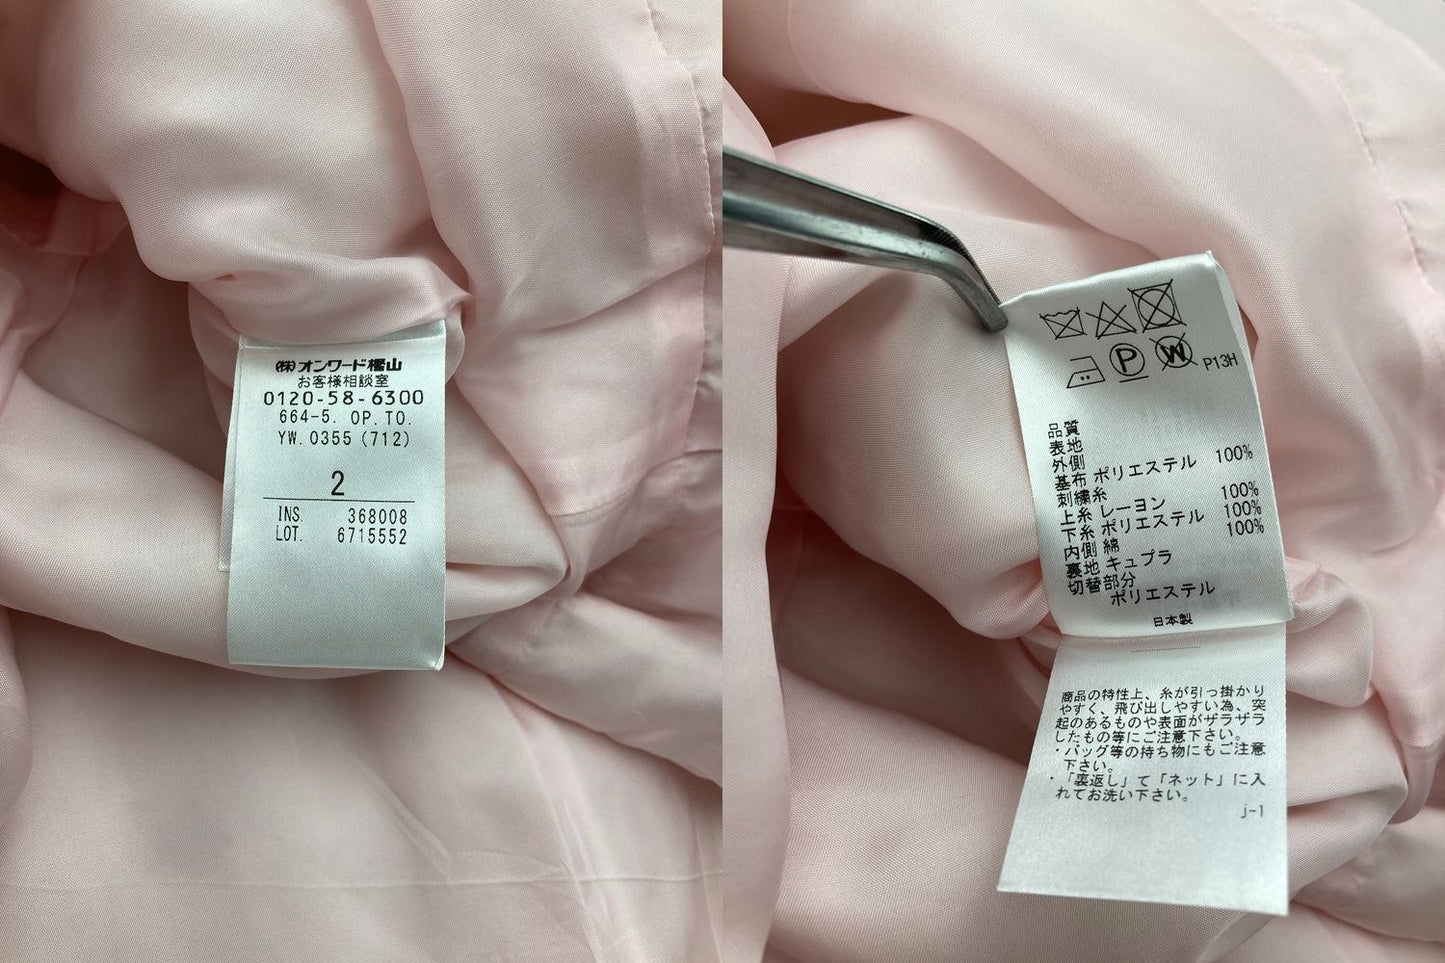 ㈱オンワード樫山
お客様相談室
0120-58-6300
664-5. OP. TO.
YW. 0355 (712)
2
INS. 368008
LOT. 6715552
P W P13H
品質
表地
外側
基布 ポリエステル 100%
刺繍糸
上糸 レーヨン 100%
下糸 ポリエステル 100%
内側 綿 100%
裏地 キュプラ
切替部分
ポリエステル
日本製
商品の特性上、糸が引っ掛かり
やすく、飛び出しやすい為、突
起のあるものや表面がザラザラ
したもの等にご注意下さい。
・バッグ等の持ち物にもご注意
下さい。
・「裏返し」て「ネット」に入
れてお洗い下さい。
j-1